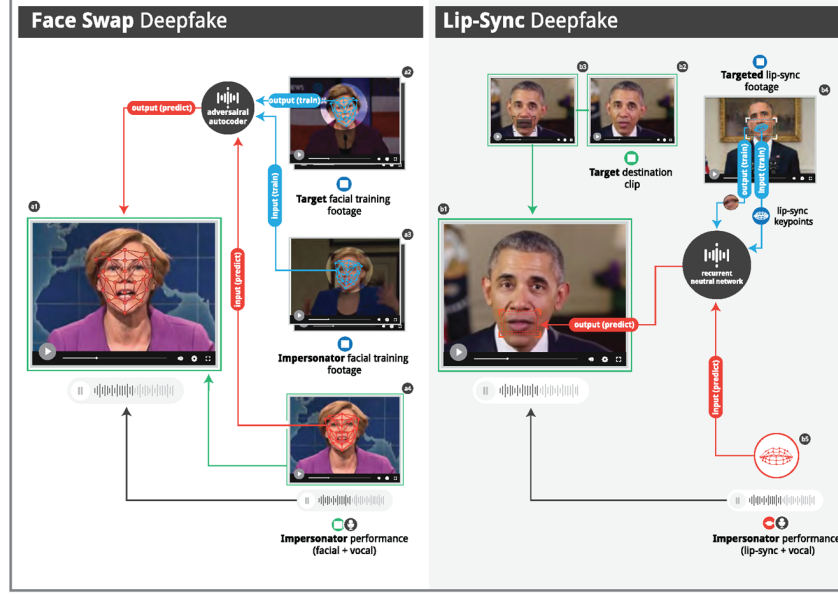 Face Swap Deepfake
a1
output (predict)
adversairal
autocoder
output (train)
a2
NEWS
Target facial training
footage
input (train)
input (predict)
a3
Impersonator facial training
footage
a4
Impersonator performance
(facial + vocal)
Lip-Sync Deepfake
b3
b2
Target destination
clip
Targeted lip-sync
footage
b4
output (train)
input (train)
lip-sync
keypoints
b1
recurrent
neutral network
output (predict)
input (predict)
b5
Impersonator performance
(lip-sync + vocal)